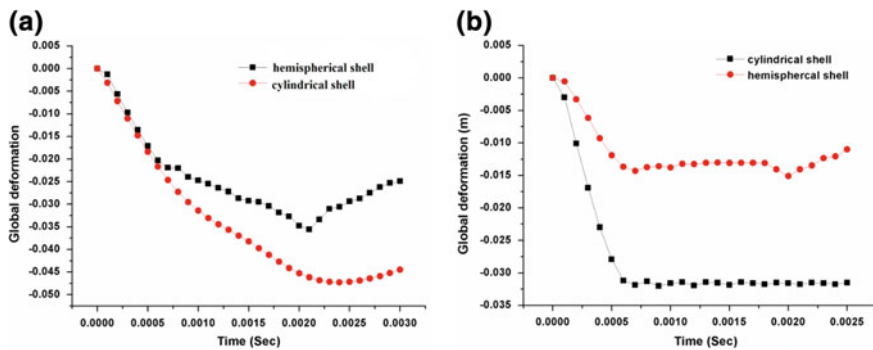 (a)
0.005
0.000
-0.005
-0.010
-0.015
-0.020
-0.025
-0.030
-0.035
-0.040
-0.045
-0.050
Global deformation
hemispherical shell
cylindrical shell
0.0000 0.0005 0.0010 0.0015 0.0020 0.0025 0.0030
Time (Sec)
(b)
0.005
0.000
-0.005
-0.010
-0.015
-0.020
-0.025
-0.030
-0.035
Global deformation (m)
cylindrical shell
hemisphercal shell
0.0000 0.0005 0.0010 0.0015 0.0020 0.0025
Time (Sec)